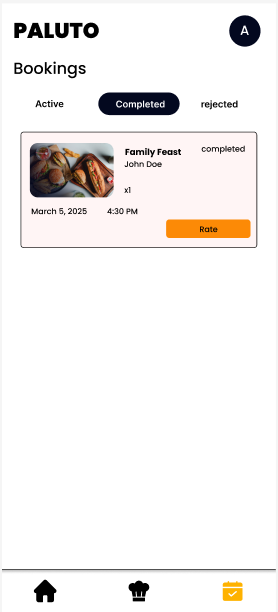 PALUTO
A
Bookings
Active Completed rejected
Family Feast completed
John Doe
x1
March 5, 2025 4:30 PM
Rate